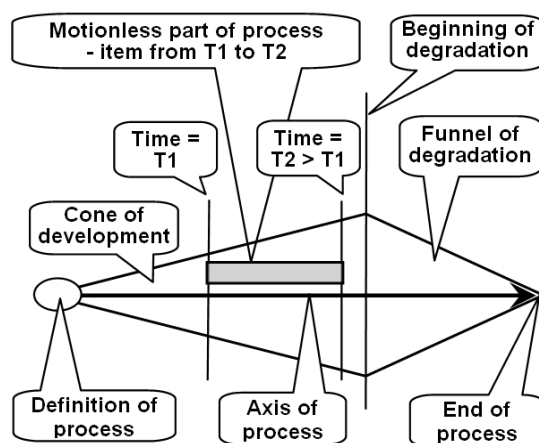 Motionless part of process
- item from T1 to T2
Beginning of
degradation
Time =
T1
Time =
T2 > T1
Funnel of
degradation
Cone of
development
Definition of
process
Axis of
process
End of
process